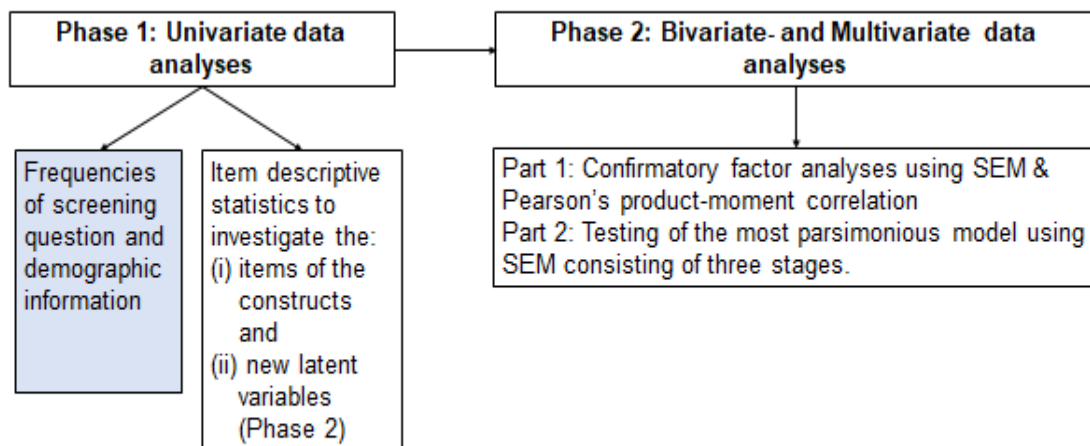 Phase 1: Univariate data
analyses
Phase 2: Bivariate- and Multivariate data
analyses
Frequencies
of screening
question and
demographic
information
Item descriptive
statistics to
investigate the:
(i) items of the
constructs
and
(ii) new latent
variables
(Phase 2)
Part 1: Confirmatory factor analyses using SEM &
Pearson's product-moment correlation
Part 2: Testing of the most parsimonious model using
SEM consisting of three stages.